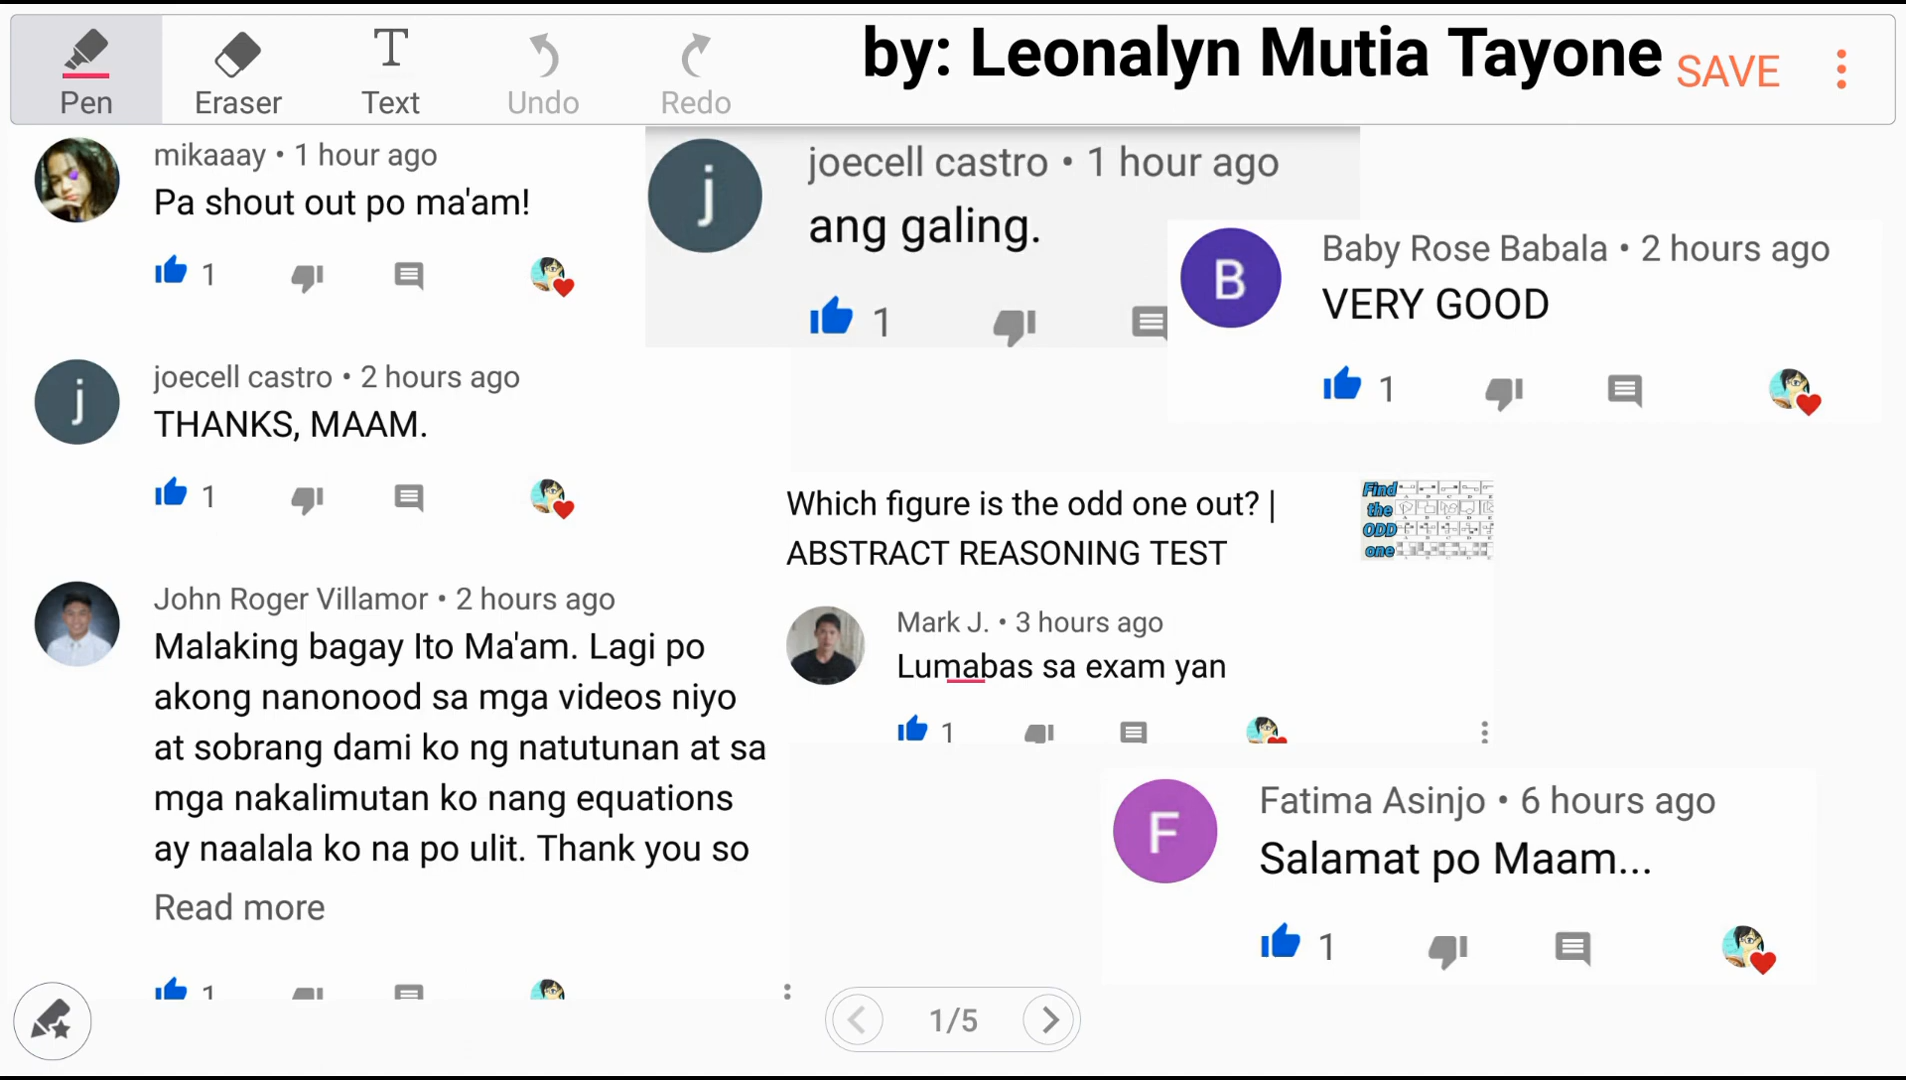 Pen
Eraser
Text
Undo
Redo
by: Leonalyn Mutia Tayone
SAVE
mikaaay • 1 hour ago
Pa shout out po ma'am!
1
joecell castro • 2 hours ago
THANKS, MAAM.
1
John Roger Villamor • 2 hours ago
Malaking bagay Ito Ma'am. Lagi po
akong nanonood sa mga videos niyo
at sobrang dami ko ng natutunan at sa
mga nakalimutan ko nang equations
ay naalala ko na po ulit. Thank you so
Read more
1
j
joecell castro • 1 hour ago
ang galing.
1
B
Baby Rose Babala • 2 hours ago
VERY GOOD
1
Which figure is the odd one out? |
ABSTRACT REASONING TEST
Find
the
ODD
one
Mark J. • 3 hours ago
Lumabas sa exam yan
1
F
Fatima Asinjo • 6 hours ago
Salamat po Maam...
1
j
1/5